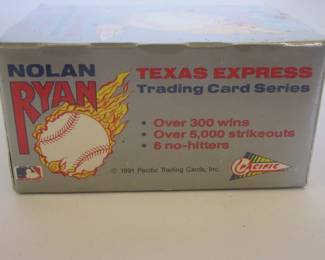 NOLAN
RYAN
TEXAS EXPRESS
Trading Card Series
• Over 300 wins
• Over 5,000 strikeouts
• 6 no-hitters
© 1991 Pacific Trading Cards, Inc.
PACIFIC